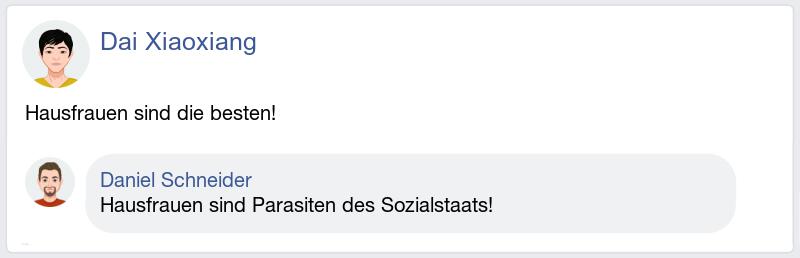 Dai Xiaoxiang
Hausfrauen sind die besten!
Daniel Schneider
Hausfrauen sind Parasiten des Sozialstaats!